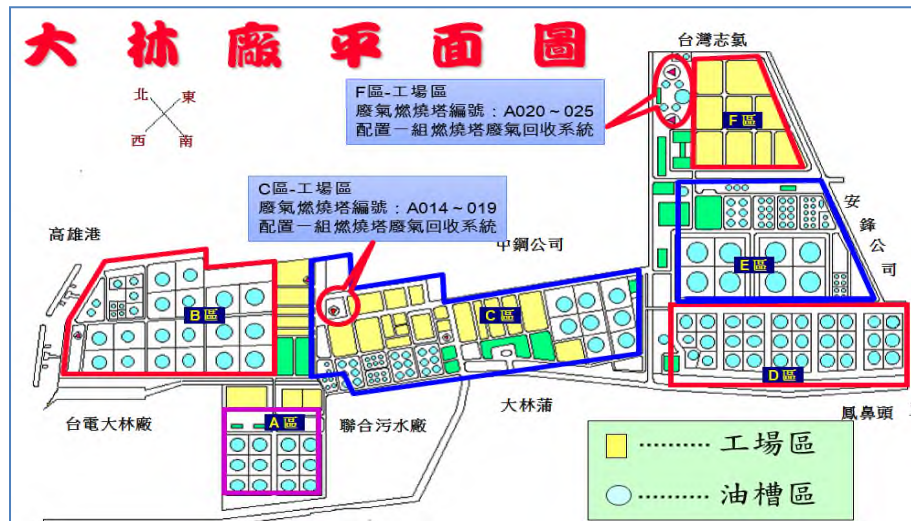 大林廠平面圖
北 東
西 南
台灣志氯
F區-工場區
廢氣燃燒塔編號：A020～025
配置一組燃燒塔廢氣回收系統
C區-工場區
廢氣燃燒塔編號：A014～019
配置一組燃燒塔廢氣回收系統
高雄港
中鋼公司
安鋒公司
F區
E區
B區
C區
D區
A區
台電大林廠
聯合污水廠
大林蒲
鳳鼻頭
工場區
油槽區